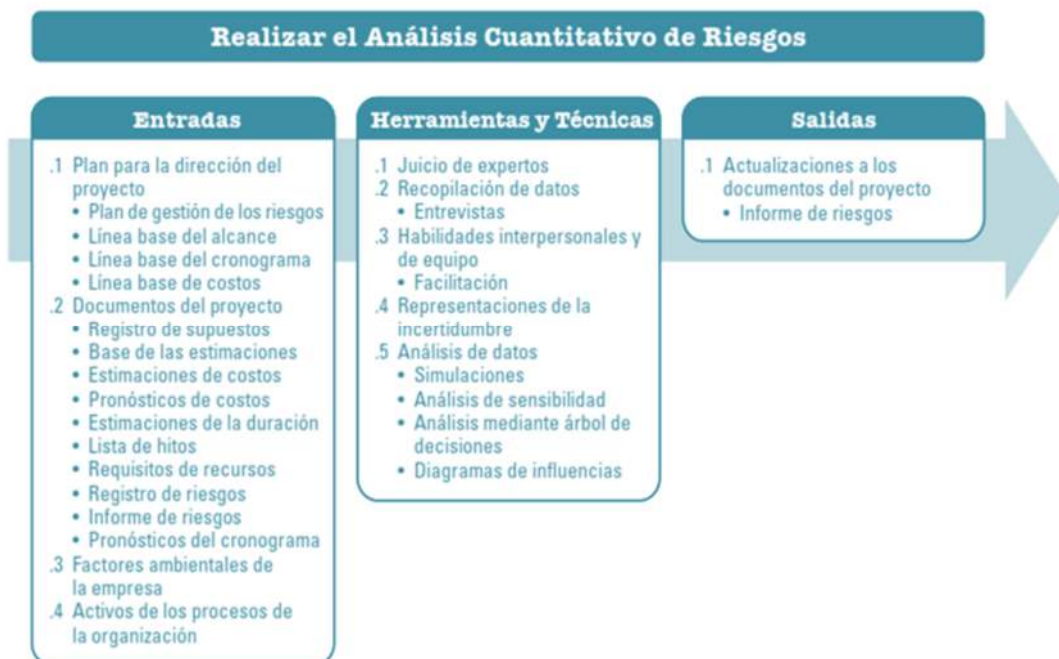 Realizar el Análisis Cuantitativo de Riesgos
Entradas
.1 Plan para la dirección del
proyecto
• Plan de gestión de los riesgos
• Línea base del alcance
• Línea base del cronograma
• Línea base de costos
.2 Documentos del proyecto
• Registro de supuestos
• Base de las estimaciones
• Estimaciones de costos
• Pronósticos de costos
• Estimaciones de la duración
• Lista de hitos
• Requisitos de recursos
• Registro de riesgos
• Informe de riesgos
• Pronósticos del cronograma
.3 Factores ambientales de
la empresa
.4 Activos de los procesos de
la organización
Herramientas y Técnicas
.1 Juicio de expertos
.2 Recopilación de datos
• Entrevistas
.3 Habilidades interpersonales y
de equipo
• Facilitación
.4 Representaciones de la
incertidumbre
.5 Análisis de datos
• Simulaciones
• Análisis de sensibilidad
• Análisis mediante árbol de
decisiones
• Diagramas de influencias
Salidas
.1 Actualizaciones a los
documentos del proyecto
• Informe de riesgos